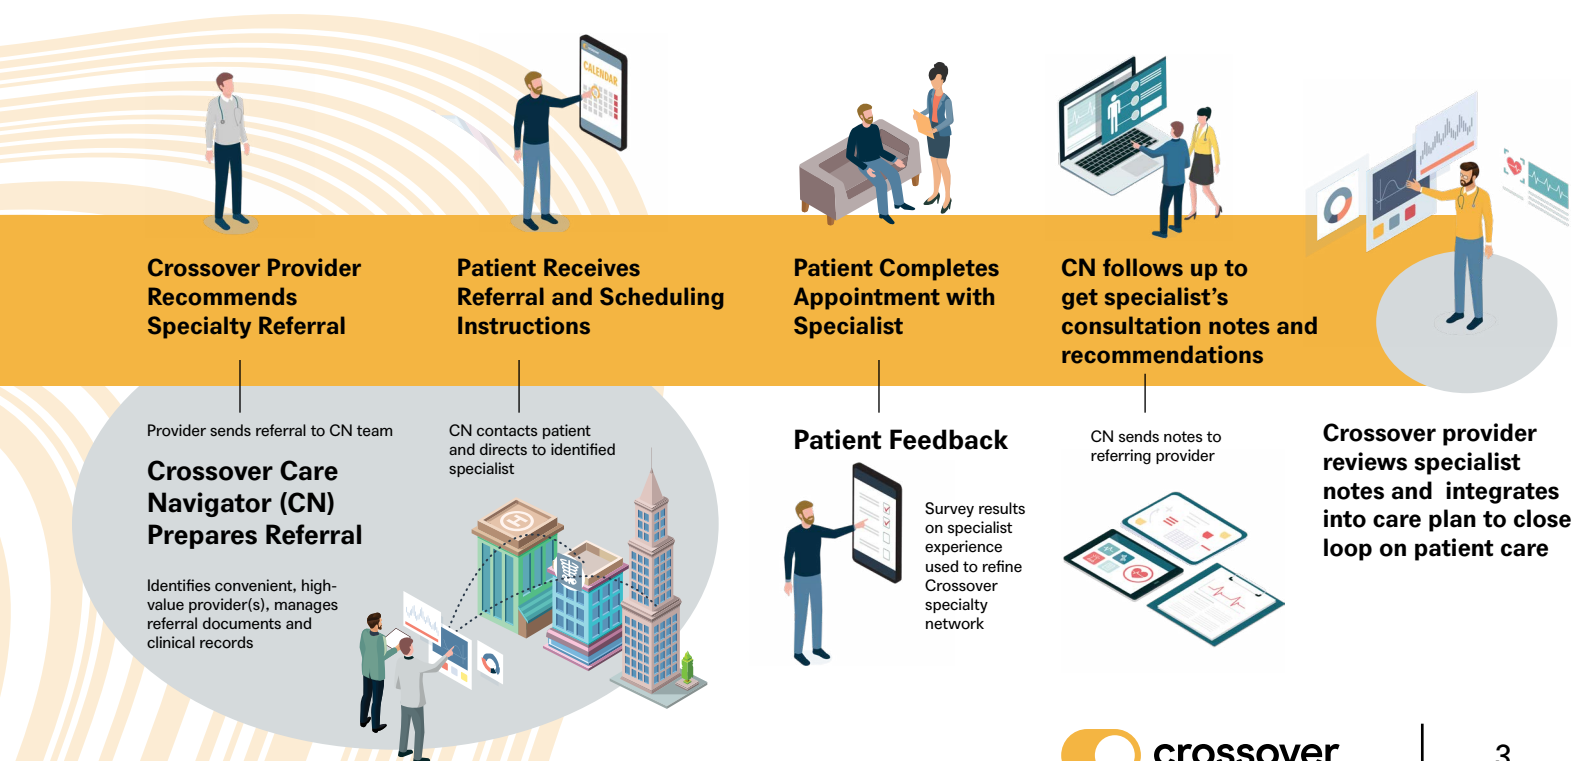 CALENDAR
Crossover Provider
Recommends
Specialty Referral
Patient Receives
Referral and Scheduling
Instructions
Patient Completes
Appointment with
Specialist
CN follows up to
get specialist's
consultation notes and
recommendations
Provider sends referral to CN team
Crossover Care
Navigator (CN)
Prepares Referral
Identifies convenient, high-
value provider(s), manages
referral documents and
clinical records
CN contacts patient
and directs to identified
specialist
H
Patient Feedback
Survey results
on specialist
experience
used to refine
Crossover
specialty
network
CN sends notes to
referring provider
Crossover provider
reviews specialist
notes and  integrates
into care plan to close
loop on patient care
crossover
3